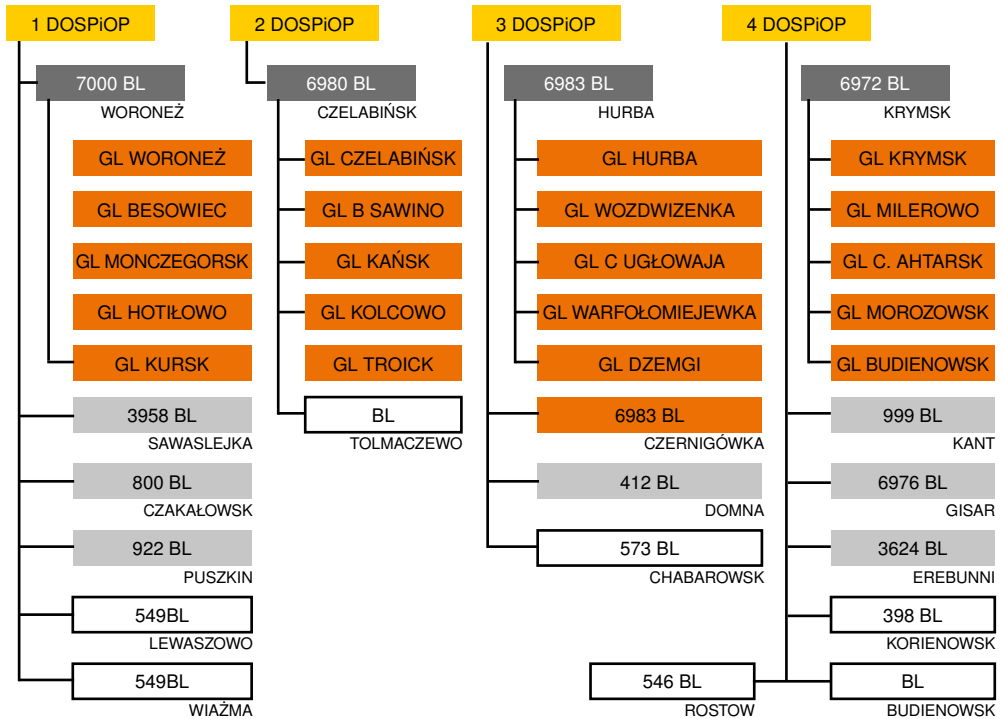 1 DOSPiOP
7000 BL
WORONEŻ
GL WORONEŻ
GL BESOWIEC
GL MONCZEGORSK
GL HOTIŁOWO
GL KURSK
3958 BL
SAWASLEJKA
800 BL
CZAKAŁOWSK
922 BL
PUSZKIN
549BL
LEWASZOWO
549BL
WIAŹMA
2 DOSPiOP
6980 BL
CZELABIŃSK
GL CZELABIŃSK
GL B SAWINO
GL KAŃSK
GL KOLCOWO
GL TROICK
BL
TOLMACZEWO
3 DOSPiOP
6983 BL
HURBA
GL HURBA
GL WOZDWIZENKA
GL C UGŁOWAJA
GL WARFOŁOMIEJEWKA
GL DZEMGI
6983 BL
CZERNIGÓWKA
412 BL
DOMNA
573 BL
CHABAROWSK
4 DOSPiOP
6972 BL
KRYMSK
GL KRYMSK
GL MILEROWO
GL C. AHTARSK
GL MOROZOWSK
GL BUDIENOWSK
999 BL
KANT
6976 BL
GISAR
3624 BL
EREBUNNI
398 BL
KORIENOWSK
546 BL
ROSTOW
BL
BUDIENOWSK